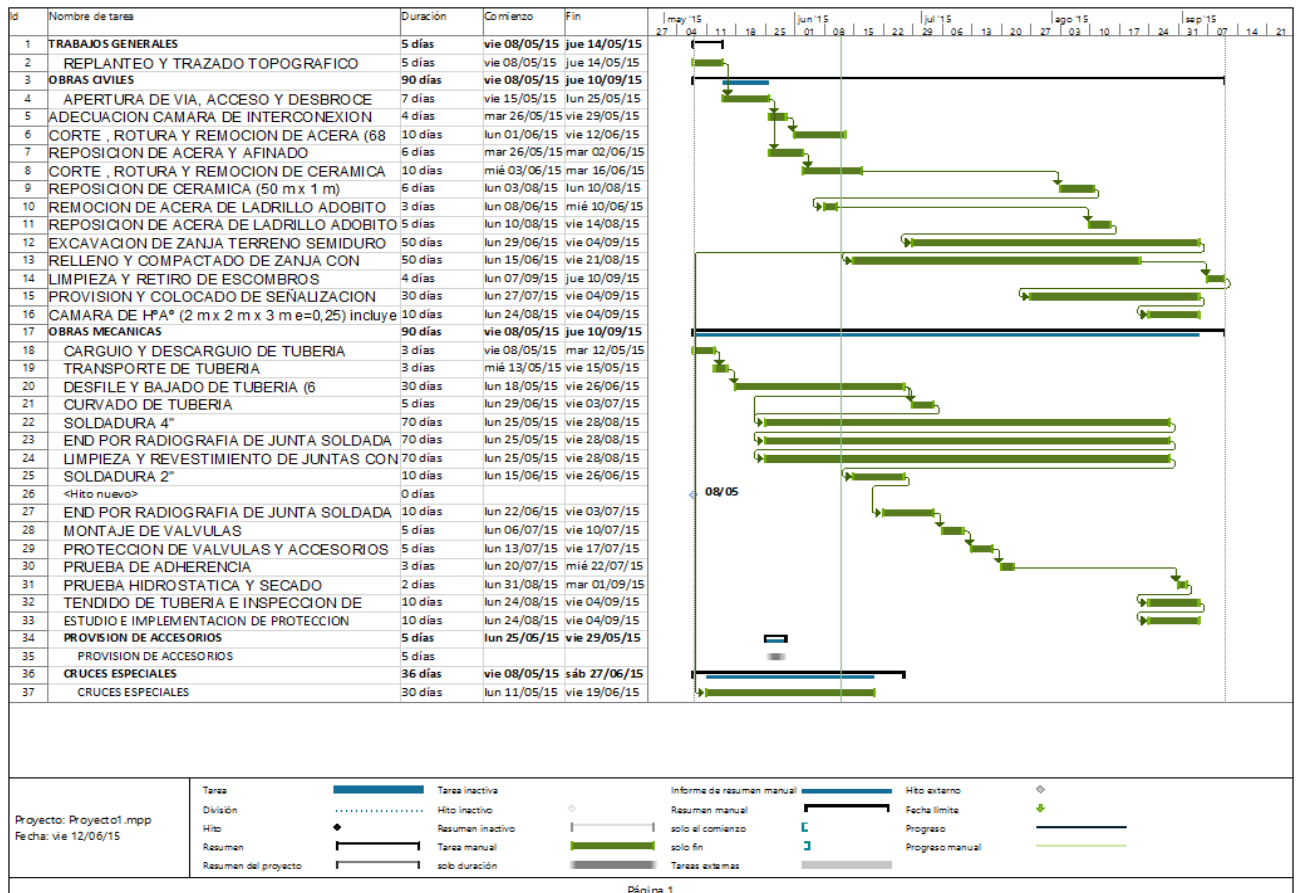 Id Nombre de tarea Duración Comienzo Fin may '15 jun '15 jul '15 ago '15 sep '15
27 04 11 18 25 01 08 15 22 29 06 13 20 27 03 10 17 24 31 07 14 21
1 TRABAJOS GENERALES 5 días vie 08/05/15 jue 14/05/15
2 REPLANTEO Y TRAZADO TOPOGRAFICO 5 días vie 08/05/15 jue 14/05/15
3 OBRAS CIVILES 90 días vie 08/05/15 jue 10/09/15
4 APERTURA DE VIA, ACCESO Y DESBROCE 7 días vie 15/05/15 lun 25/05/15
5 ADECUACION CAMARA DE INTERCONEXION 4 días mar 26/05/15 vie 29/05/15
6 CORTE , ROTURA Y REMOCION DE ACERA (68 10 días lun 01/06/15 vie 12/06/15
7 REPOSICION DE ACERA Y AFINADO 6 días mar 26/05/15 mar 02/06/15
8 CORTE , ROTURA Y REMOCION DE CERAMICA 10 días mié 03/06/15 mar 16/06/15
9 REPOSICION DE CERAMICA (50 m x 1 m) 6 días lun 03/08/15 lun 10/08/15
10 REMOCION DE ACERA DE LADRILLO ADOBITO 3 días lun 08/06/15 mié 10/06/15
11 REPOSICION DE ACERA DE LADRILLO ADOBITO 5 días lun 10/08/15 vie 14/08/15
12 EXCAVACION DE ZANJA TERRENO SEMIDURO 50 días lun 29/06/15 vie 04/09/15
13 RELLENO Y COMPACTADO DE ZANJA CON 50 días lun 15/06/15 vie 21/08/15
14 LIMPIEZA Y RETIRO DE ESCOMBROS 4 días lun 07/09/15 jue 10/09/15
15 PROVISION Y COLOCADO DE SEÑALIZACION 30 días lun 27/07/15 vie 04/09/15
16 CAMARA DE HºAº (2 m x 2 m x 3 m e=0,25) incluye 10 días lun 24/08/15 vie 04/09/15
17 OBRAS MECANICAS 90 días vie 08/05/15 jue 10/09/15
18 CARGUIO Y DESCARGUIO DE TUBERIA 3 días vie 08/05/15 mar 12/05/15
19 TRANSPORTE DE TUBERIA 3 días mié 13/05/15 vie 15/05/15
20 DESFILE Y BAJADO DE TUBERIA (6 30 días lun 18/05/15 vie 26/06/15
21 CURVADO DE TUBERIA 5 días lun 29/06/15 vie 03/07/15
22 SOLDADURA 4" 70 días lun 25/05/15 vie 28/08/15
23 END POR RADIOGRAFIA DE JUNTA SOLDADA 70 días lun 25/05/15 vie 28/08/15
24 LIMPIEZA Y REVESTIMIENTO DE JUNTAS CON 70 días lun 25/05/15 vie 28/08/15
25 SOLDADURA 2" 10 días lun 15/06/15 vie 26/06/15
26 <Hito nuevo> 0 días 08/05
27 END POR RADIOGRAFIA DE JUNTA SOLDADA 10 días lun 22/06/15 vie 03/07/15
28 MONTAJE DE VALVULAS 5 días lun 06/07/15 vie 10/07/15
29 PROTECCION DE VALVULAS Y ACCESORIOS 5 días lun 13/07/15 vie 17/07/15
30 PRUEBA DE ADHERENCIA 3 días lun 20/07/15 mié 22/07/15
31 PRUEBA HIDROSTATICA Y SECADO 2 días lun 31/08/15 mar 01/09/15
32 TENDIDO DE TUBERIA E INSPECCION DE 10 días lun 24/08/15 vie 04/09/15
33 ESTUDIO E IMPLEMENTACION DE PROTECCION 10 días lun 24/08/15 vie 04/09/15
34 PROVISION DE ACCESORIOS 5 días lun 25/05/15 vie 29/05/15
35 PROVISION DE ACCESORIOS 5 días
36 CRUCES ESPECIALES 36 días vie 08/05/15 sáb 27/06/15
37 CRUCES ESPECIALES 30 días lun 11/05/15 vie 19/06/15
Proyecto: Proyecto1.mpp
Fecha: vie 12/06/15
Tarea Tarea inactiva Informe de resumen manual Hito externo
División Hito inactivo Resumen manual Fecha límite
Hito Resumen inactivo solo el comienzo Progreso
Resumen Tarea manual solo fin Progreso manual
Resumen del proyecto solo duración Tareas externas
Página 1